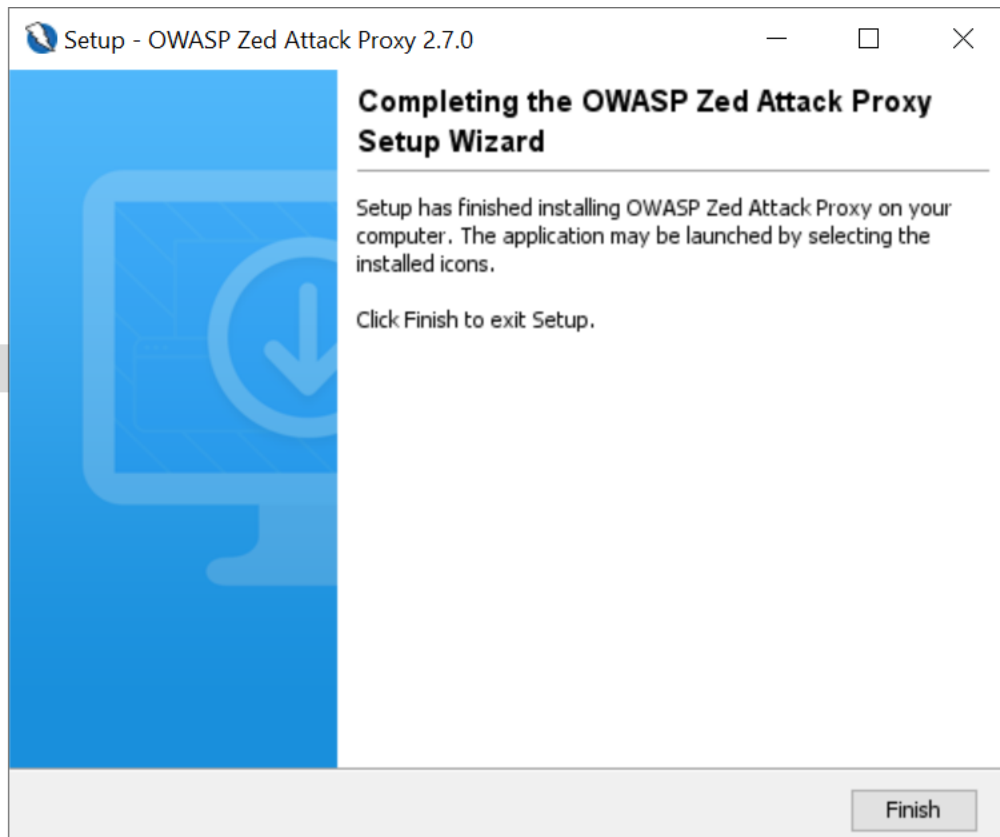 Setup - OWASP Zed Attack Proxy 2.7.0
Completing the OWASP Zed Attack Proxy
Setup Wizard
Setup has finished installing OWASP Zed Attack Proxy on your
computer. The application may be launched by selecting the
installed icons.
Click Finish to exit Setup.
Finish